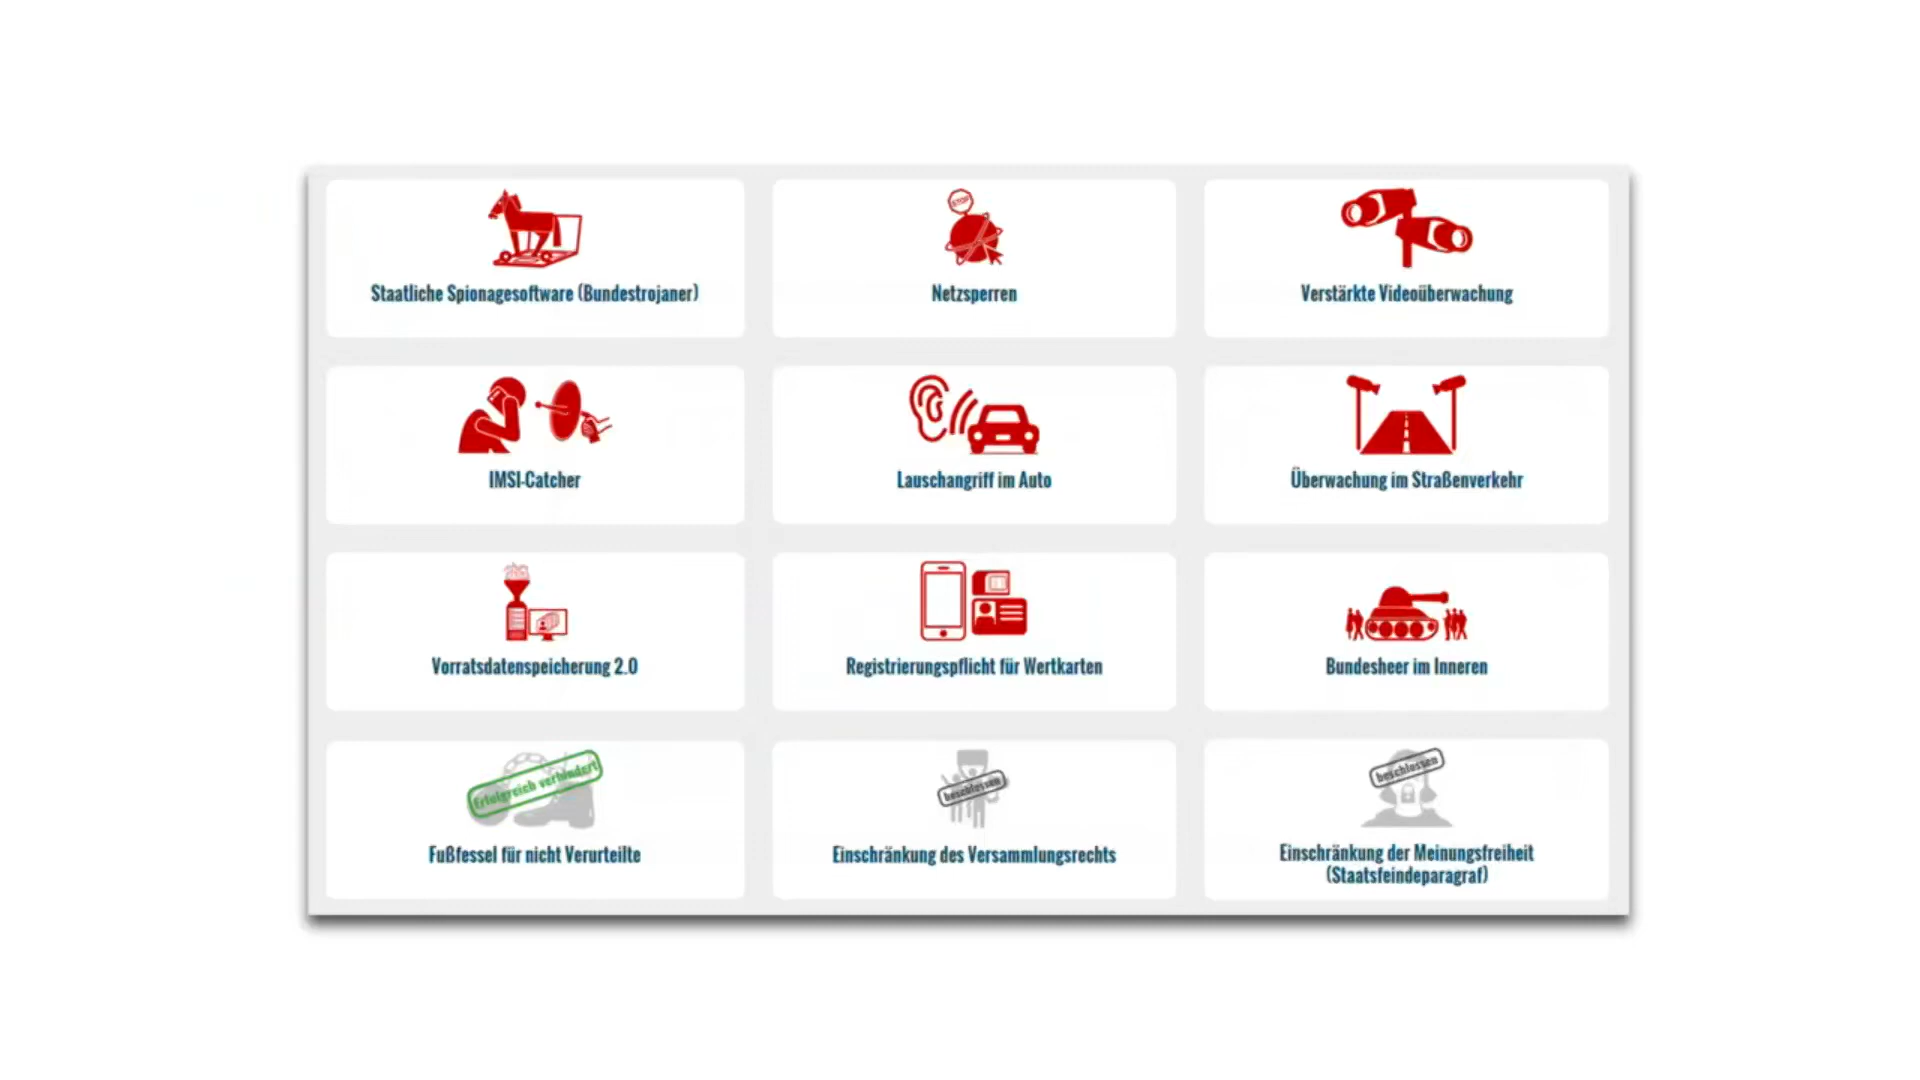 STOP
Staatliche Spionagesoftware (Bundestrojaner)
Netzsperren
Verstärkte Videoüberwachung
IMSI-Catcher
Lauschangriff im Auto
Überwachung im Straßenverkehr
Vorratsdatenspeicherung 2.0
Registrierungspflicht für Wertkarten
Bundesheer im Inneren
Erfolgreich verhindert
beschlossen
beschlossen
Fußfessel für nicht Verurteilte
Einschränkung des Versammlungsrechts
Einschränkung der Meinungsfreiheit
(Staatsfeindeparagraf)